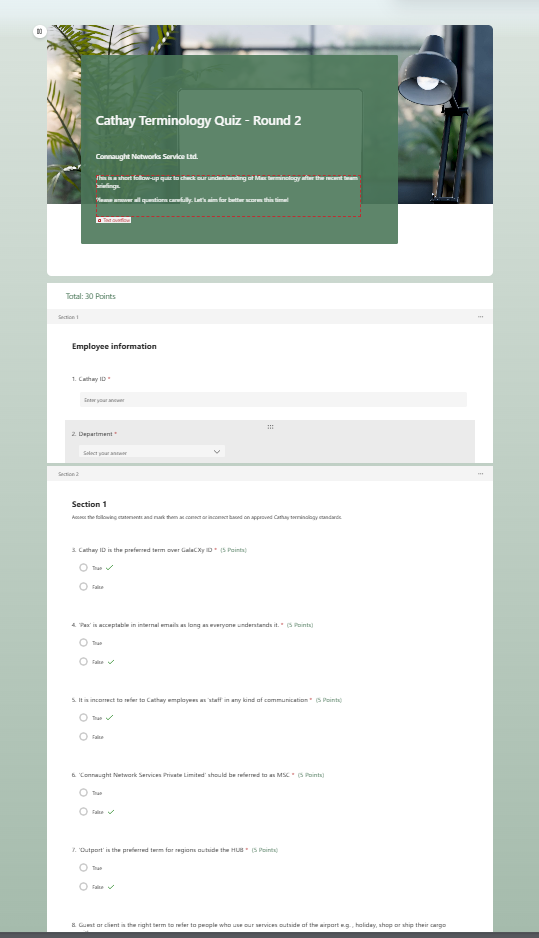 Cathay Terminology Quiz - Round 2
Connaught Networks Service Ltd.
This is a short follow-up quiz to check our understanding of Max terminology after the recent team
briefings.
Please answer all questions carefully. Let's aim for better scores this time!
Text overflow
Total: 30 Points
Section 1
Employee information
1. Cathay ID *
Enter your answer
2. Department *
Select your answer
Section 2
Section 1
Assess the following statements and mark them as correct or incorrect based on approved Cathay terminology standards.
3. Cathay ID is the preferred term over GalaCXy ID * (5 Points)
True
False
4. 'Pax' is acceptable in internal emails as long as everyone understands it. * (5 Points)
True
False
5. It is incorrect to refer to Cathay employees as 'staff' in any kind of communication * (5 Points)
True
False
6. 'Connaught Network Services Private Limited' should be referred to as MSC * (5 Points)
True
False
7. 'Outport' is the preferred term for regions outside the HUB * (5 Points)
True
False
8. Guest or client is the right term to refer to people who use our services outside of the airport e.g. , holiday, shop or ship their cargo